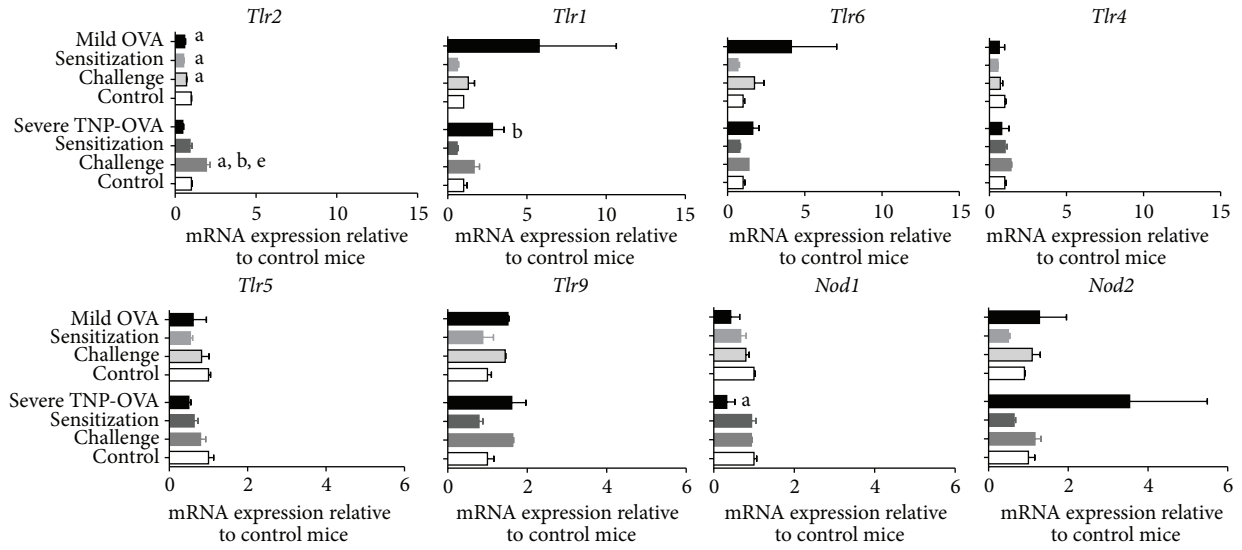 Tlr2
Tlr1
Tlr6
Tlr4
Mild OVA
Sensitization
Challenge
Control
Severe TNP-OVA
Sensitization
Challenge
Control
a
a
a
a, b, e
b
0 5 10 15
0 5 10 15
0 5 10 15
0 5 10 15
mRNA expression relative
to control mice
mRNA expression relative
to control mice
mRNA expression relative
to control mice
mRNA expression relative
to control mice
Tlr5
Tlr9
Nod1
Nod2
Mild OVA
Sensitization
Challenge
Control
Severe TNP-OVA
Sensitization
Challenge
Control
a
0 2 4 6
0 2 4 6
0 2 4 6
0 2 4 6
mRNA expression relative
to control mice
mRNA expression relative
to control mice
mRNA expression relative
to control mice
mRNA expression relative
to control mice